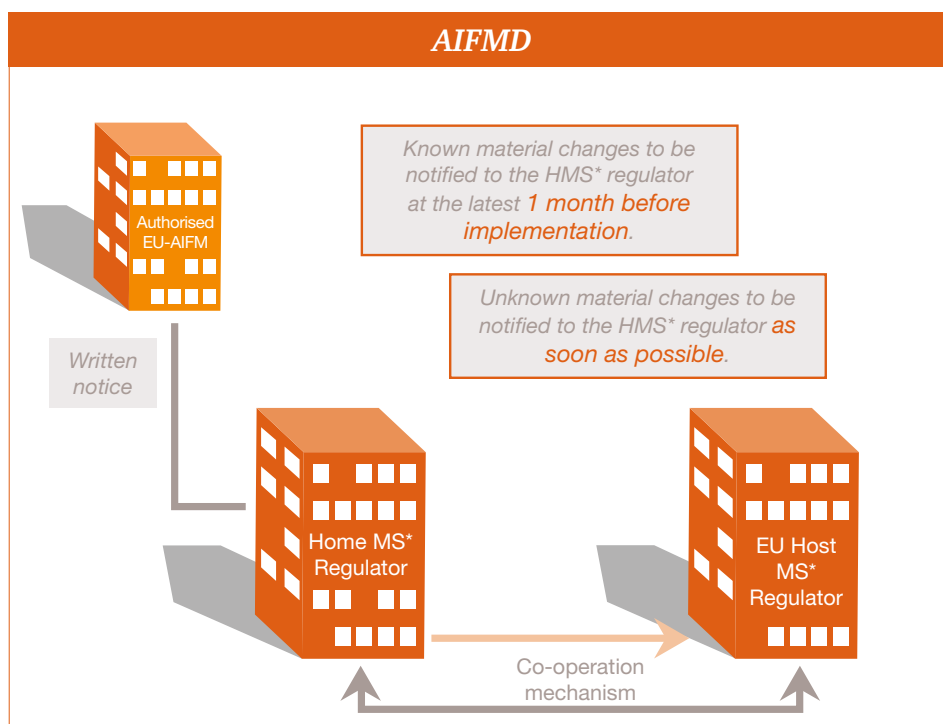 AIFMD
Known material changes to be
notified to the HMS* regulator
at the latest 1 month before
implementation.
Authorised
EU-AIFM
Unknown material changes to be
notified to the HMS* regulator as
soon as possible.
Written
notice
Home MS*
Regulator
EU Host
MS*
Regulator
Co-operation
mechanism